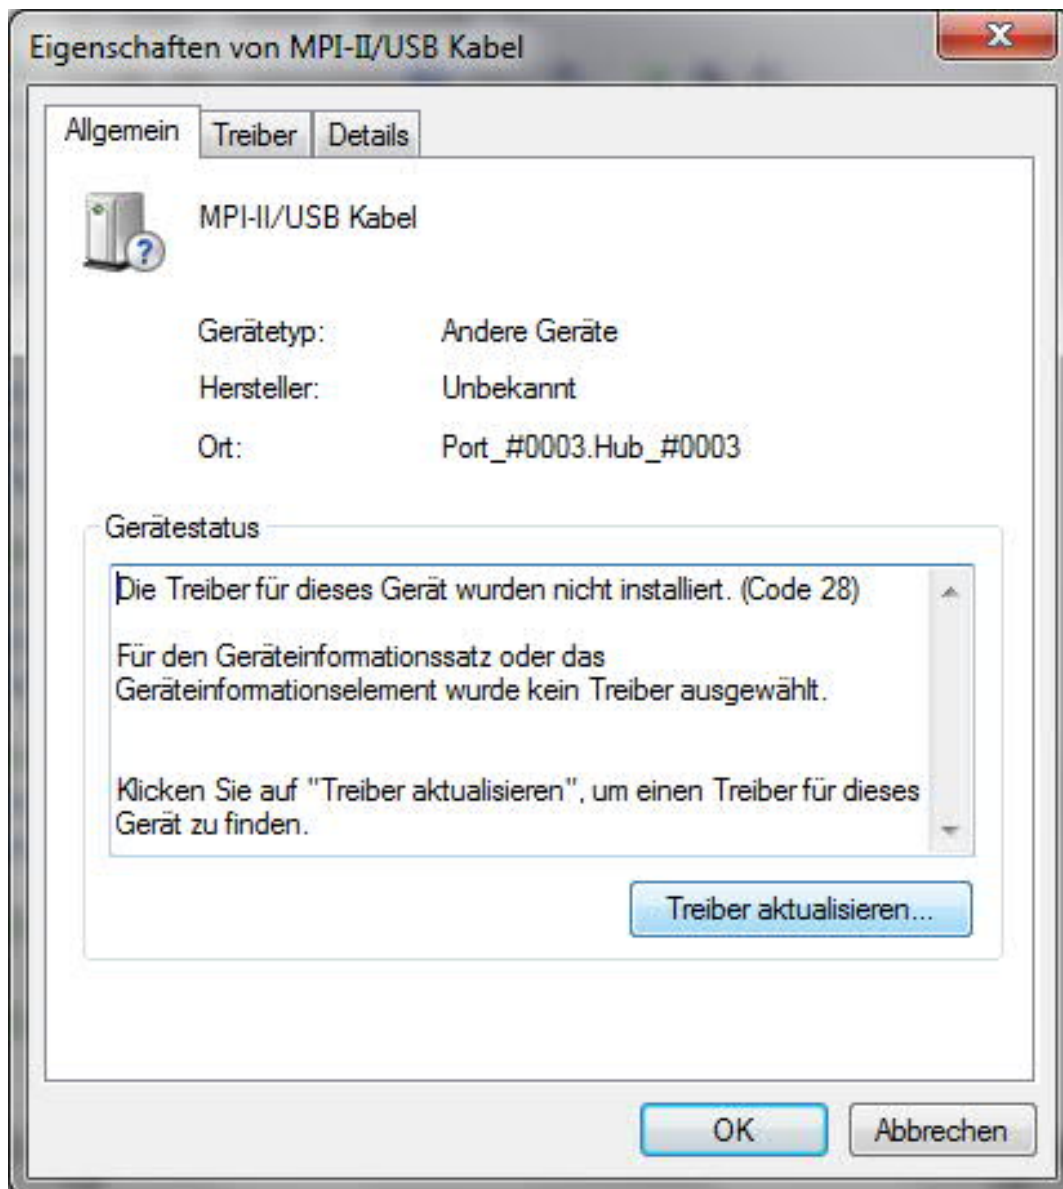 Eigenschaften von MPI-II/USB Kabel
Allgemein Treiber Details
MPI-II/USB Kabel
Gerätetyp: Andere Geräte
Hersteller: Unbekannt
Ort: Port_#0003.Hub_#0003
Gerätestatus
Die Treiber für dieses Gerät wurden nicht installiert. (Code 28)
Für den Geräteinformationssatz oder das
Geräteinformationselement wurde kein Treiber ausgewählt.
Klicken Sie auf "Treiber aktualisieren", um einen Treiber für dieses
Gerät zu finden.
Treiber aktualisieren...
OK Abbrechen